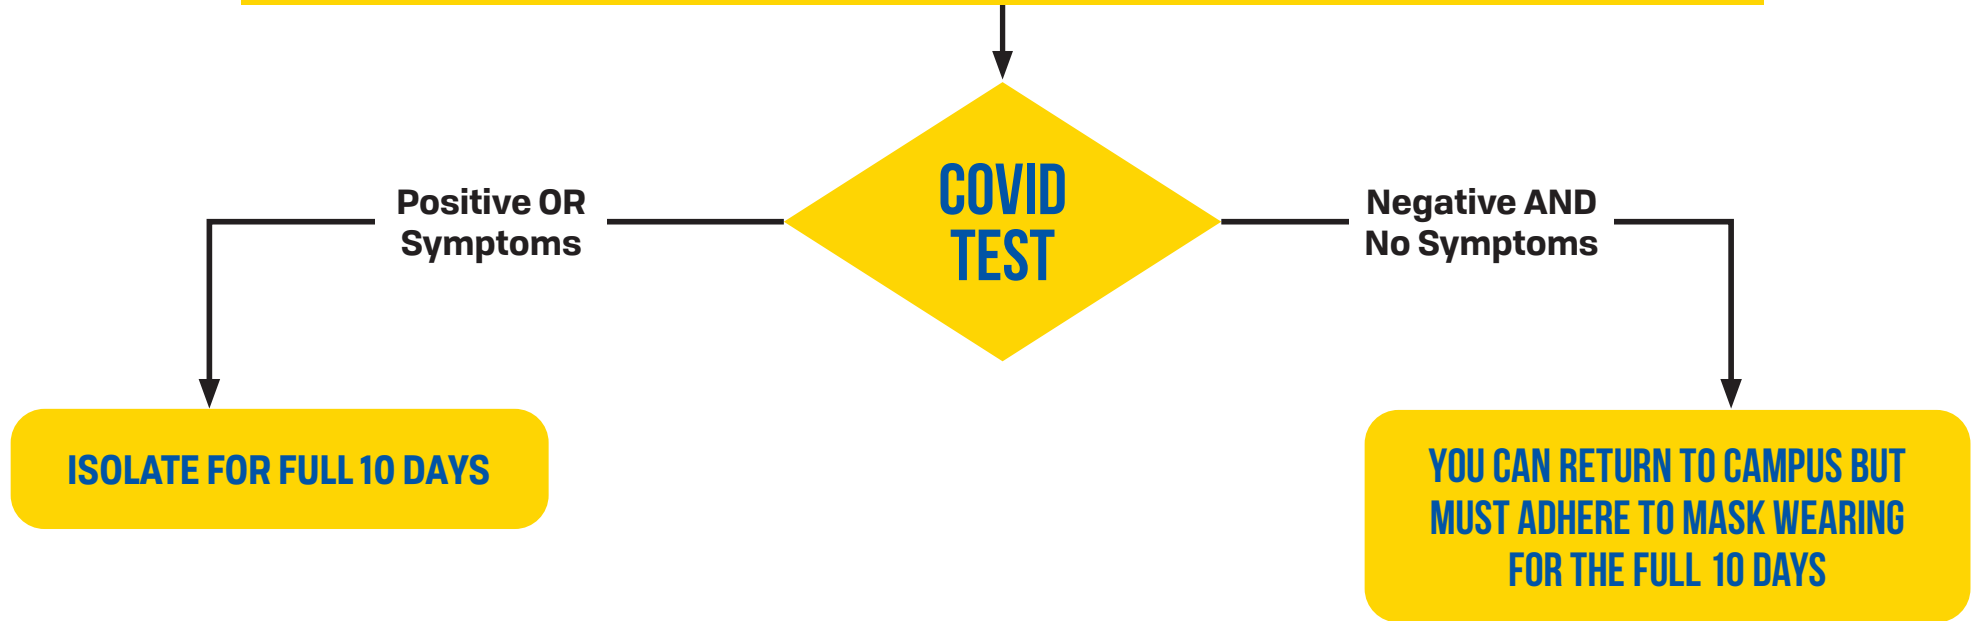 COVID
TEST
Positive OR
Symptoms
Negative AND
No Symptoms
ISOLATE FOR FULL 10 DAYS
YOU CAN RETURN TO CAMPUS BUT
MUST ADHERE TO MASK WEARING
FOR THE FULL 10 DAYS